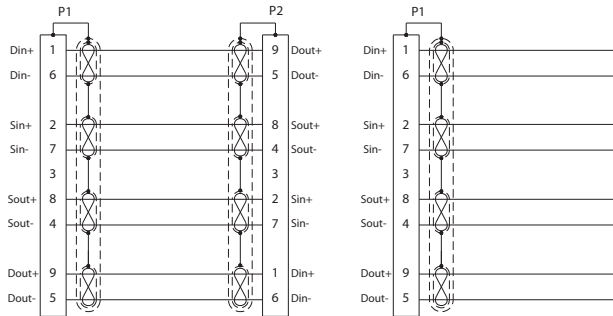 P1 P2 P1
Din+ 1 9 Dout+ Din+ 1
Din- 6 5 Dout- Din- 6
Sin+ 2 8 Sout+ Sin+ 2
Sin- 7 4 Sout- Sin- 7
3 3 3
Sout+ 8 2 Sin+ Sout+ 8
Sout- 4 7 Sin- Sout- 4
Dout+ 9 1 Din+ Dout+ 9
Dout- 5 6 Din- Dout- 5